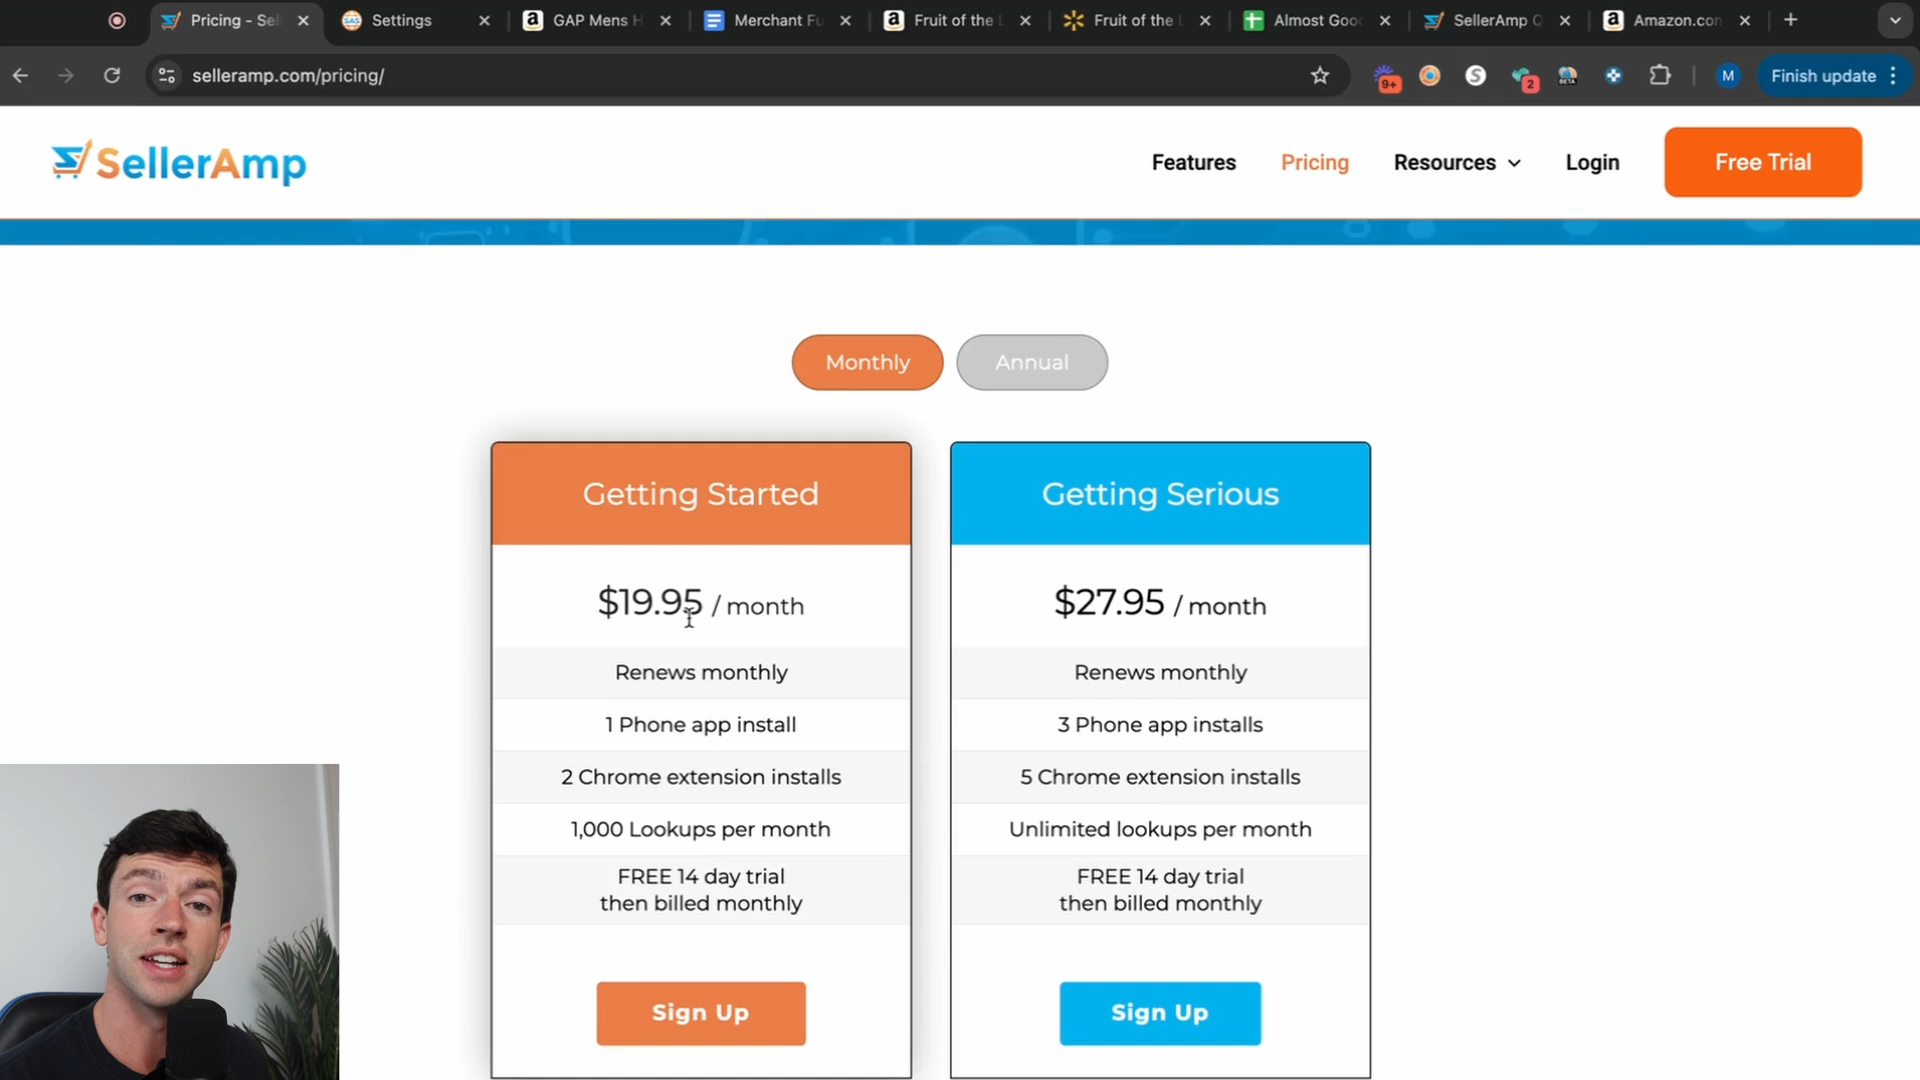 Pricing - Sel
Settings
GAP Mens H
Merchant Fu
Fruit of the L
Fruit of the L
Almost Good
SellerAmp Q
Amazon.com
selleramp.com/pricing/
9+
2
BETA
M
Finish update
SellerAmp
Features
Pricing
Resources
Login
Free Trial
Monthly
Annual
Getting Started
$19.95 / month
Renews monthly
1 Phone app install
2 Chrome extension installs
1,000 Lookups per month
FREE 14 day trial
then billed monthly
Sign Up
Getting Serious
$27.95 / month
Renews monthly
3 Phone app installs
5 Chrome extension installs
Unlimited lookups per month
FREE 14 day trial
then billed monthly
Sign Up